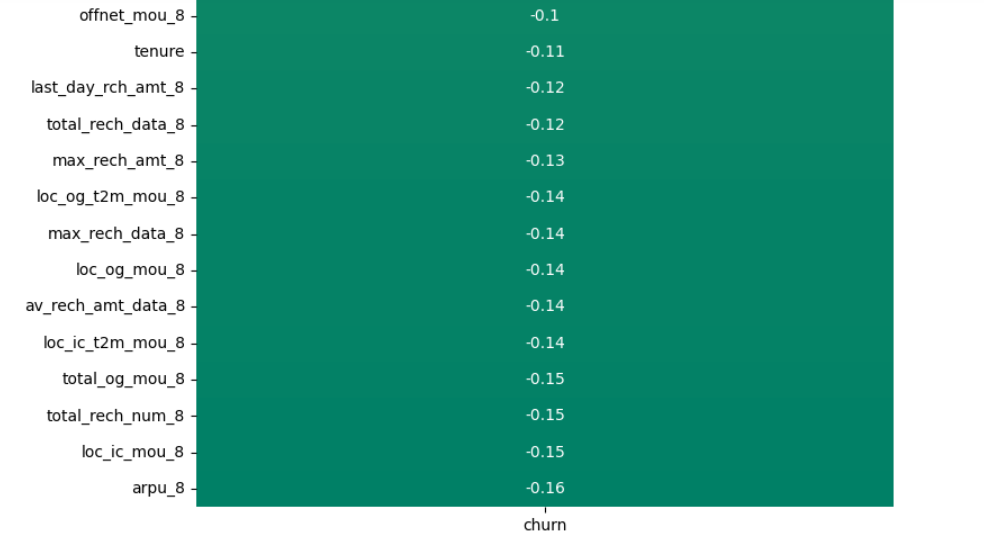 offnet_mou_8 -0.1
tenure -0.11
last_day_rch_amt_8 -0.12
total_rech_data_8 -0.12
max_rech_amt_8 -0.13
loc_og_t2m_mou_8 -0.14
max_rech_data_8 -0.14
loc_og_mou_8 -0.14
av_rech_amt_data_8 -0.14
loc_ic_t2m_mou_8 -0.14
total_og_mou_8 -0.15
total_rech_num_8 -0.15
loc_ic_mou_8 -0.15
arpu_8 -0.16
churn